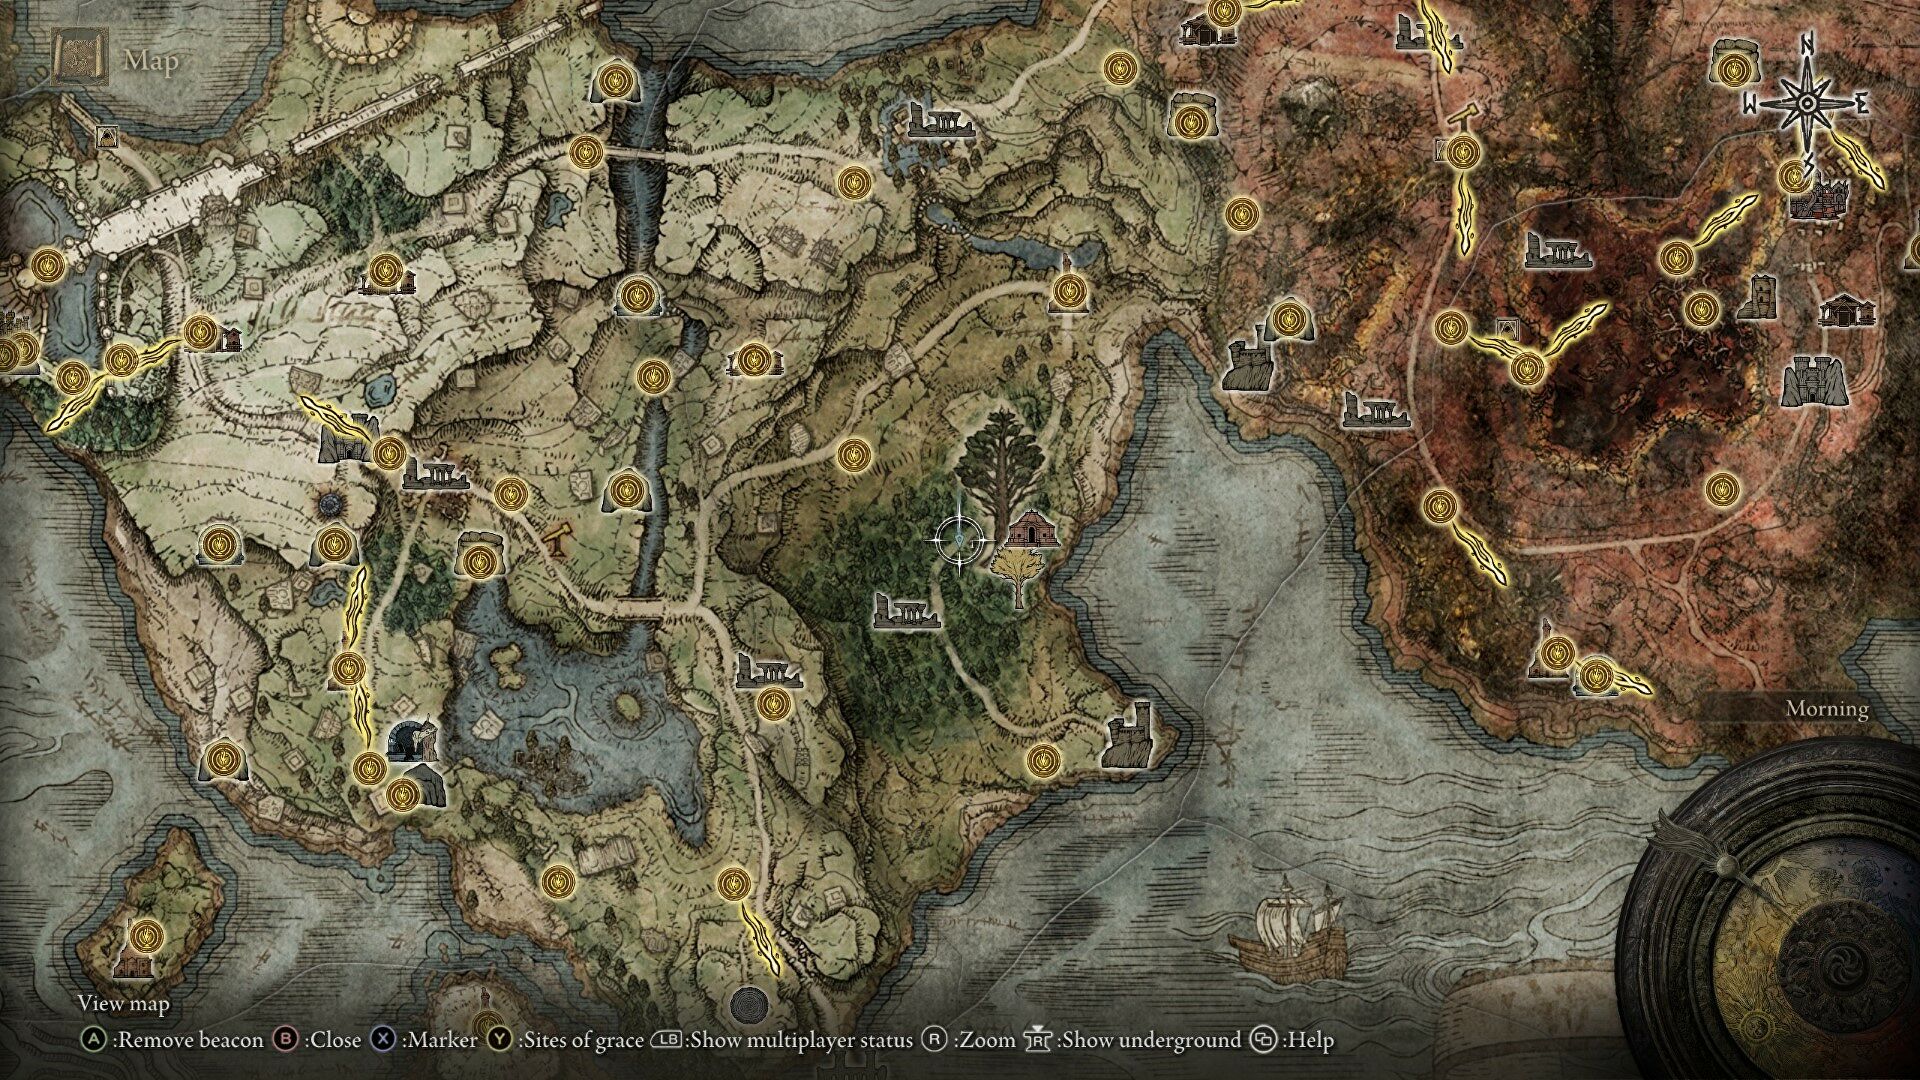 Map
N
W E
S
Morning
View map
A :Remove beacon B :Close X :Marker Y :Sites of grace LB :Show multiplayer status R :Zoom R :Show underground :Help